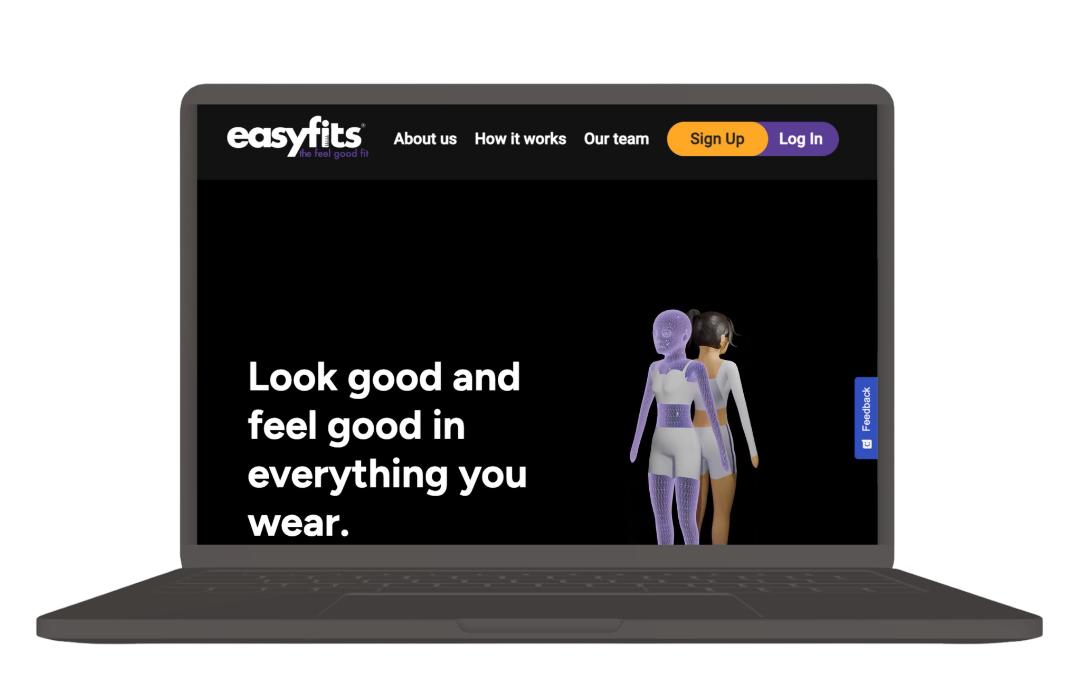 easyfits®
the feel good fit
About us How it works Our team Sign Up Log In
Look good and
feel good in
everything you
wear.
Feedback